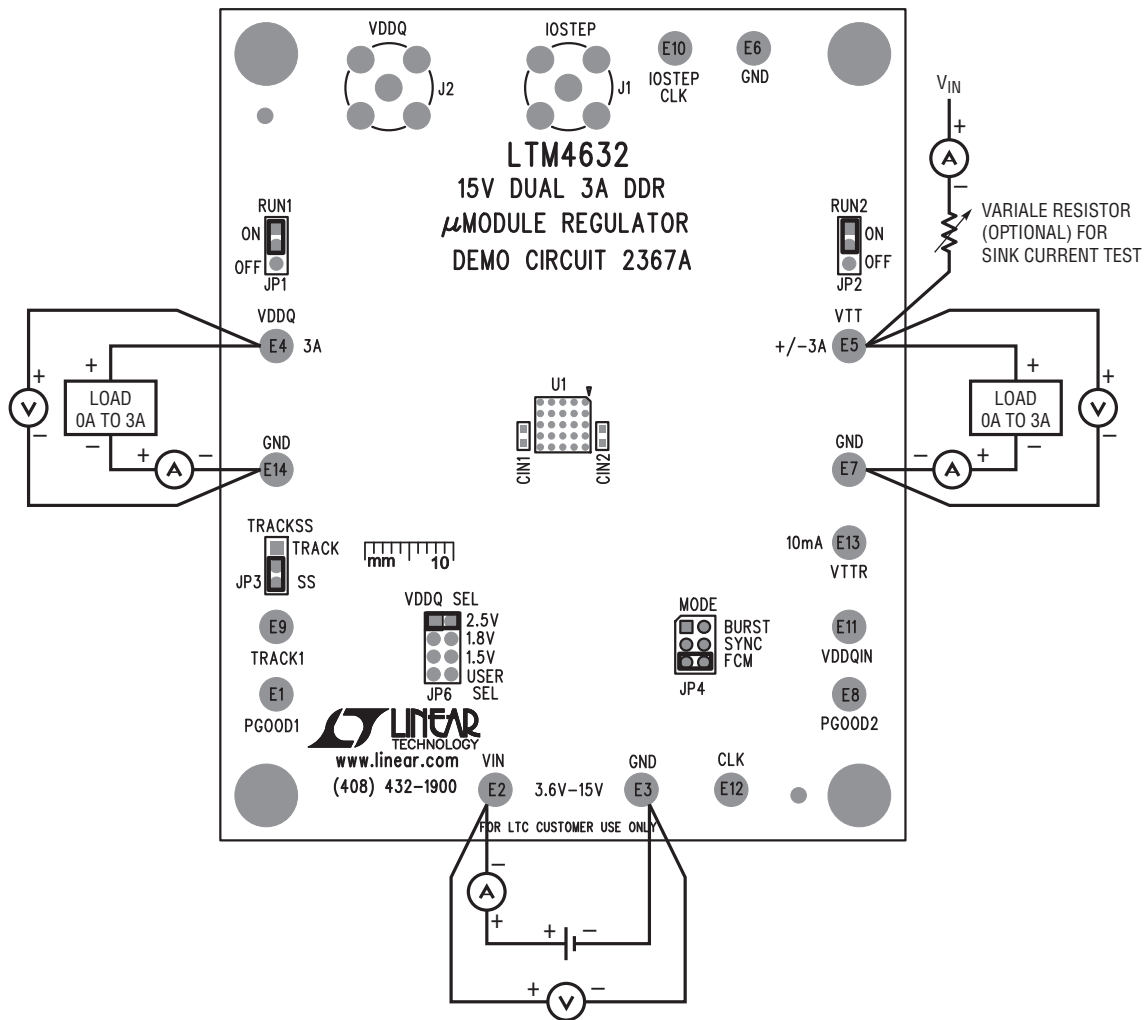 VDDQ
J2
IOSTEP
J1
E10
IOSTEP
CLK
E6
GND
VIN
+
A
−
VARIALE RESISTOR
(OPTIONAL) FOR
SINK CURRENT TEST
LTM4632
15V DUAL 3A DDR
µMODULE REGULATOR
DEMO CIRCUIT 2367A
RUN1
ON
OFF
JP1
RUN2
ON
OFF
JP2
VDDQ
E4 3A
+
V
−
+
LOAD
0A TO 3A
−
+ A −
GND
E14
VTT
+/-3A E5
+
LOAD
0A TO 3A
−
− A +
+
V
−
GND
E7
U1
CIN1
CIN2
TRACKSS
TRACK
JP3 SS
mm 10
10mA E13
VTTR
E9
TRACK1
VDDQ SEL
2.5V
1.8V
1.5V
USER
JP6 SEL
MODE
BURST
SYNC
FCM
JP4
E11
VDDQIN
E1
PGOOD1
E8
PGOOD2
LINEAR
TECHNOLOGY
www.linear.com
(408) 432-1900
VIN
E2
3.6V-15V
GND
E3
CLK
E12
FOR LTC CUSTOMER USE ONLY
−
A
+
+ −
+ V −